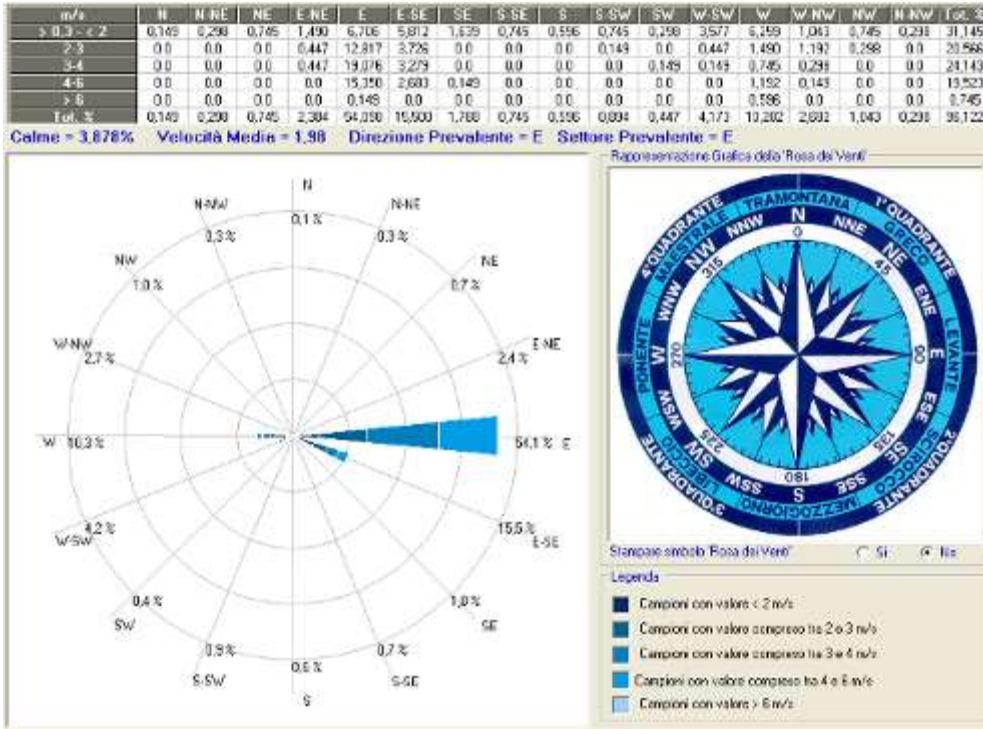 m/s N N-NE NE E-NE E E-SE SE S-SE S S-SW SW W-SW W W-NW NW N-NW Tot. %
> 0,3 - < 2 0,149 0,298 0,745 1,490 6,706 5,812 1,639 0,745 0,596 0,745 0,298 3,577 6,259 1,043 0,745 0,298 31,145
2-3 0.0 0.0 0.0 0.447 12,817 3,726 0.0 0.0 0.0 0.149 0.0 0.447 1,490 1,192 0,298 0.0 20,566
3-4 0.0 0.0 0.0 0.447 19,076 3,279 0.0 0.0 0.0 0.0 0.149 0,149 0,745 0,298 0.0 0.0 24,143
4-6 0.0 0.0 0.0 0.0 15,350 2,683 0,149 0.0 0.0 0.0 0.0 0.0 1,192 0,149 0.0 0.0 19,523
> 6 0.0 0.0 0.0 0.0 0,149 0.0 0.0 0.0 0.0 0.0 0.0 0.0 0,596 0.0 0.0 0.0 0.745
Tot. % 0,149 0,298 0,745 2,384 54,098 15,500 1,788 0,745 0,596 0,894 0,447 4,173 10,282 2,682 1,043 0,298 96,122
Calme = 3,878% Velocità Media = 1,98 Direzione Prevalente = E Settore Prevalente = E
N
0,1 %
N-NE
0,3 %
NE
0,7 %
E-NE
2,4 %
54,1 % E
15,5 %
E-SE
1,8 %
SE
0,7 %
S-SE
0,6 %
S
0,9 %
S-SW
0,4 %
SW
4,2 %
W-SW
W 10,3 %
W-NW
2,7 %
NW
1,0 %
N-NW
0,3 %
Rappresentazione Grafica della 'Rosa dei Venti'
4°QUADRANTE
1°QUADRANTE
2°QUADRANTE
3°QUADRANTE
TRAMONTANA
GRECO
LEVANTE
SCIROCCO
MEZZOGIORNO
LIBECCIO
PONENTE
MAESTRALE
N
NNE
NE
ENE
E
ESE
SE
SSE
S
SSW
SW
WSW
W
WNW
NW
NNW
0
45
90
135
180
225
270
315
Stampare simbolo 'Rosa dei Venti' Si No
Legenda
Campioni con valore < 2 m/s
Campioni con valore compreso tra 2 e 3 m/s
Campioni con valore compreso tra 3 e 4 m/s
Campioni con valore compreso tra 4 e 6 m/s
Campioni con valore > 6 m/s